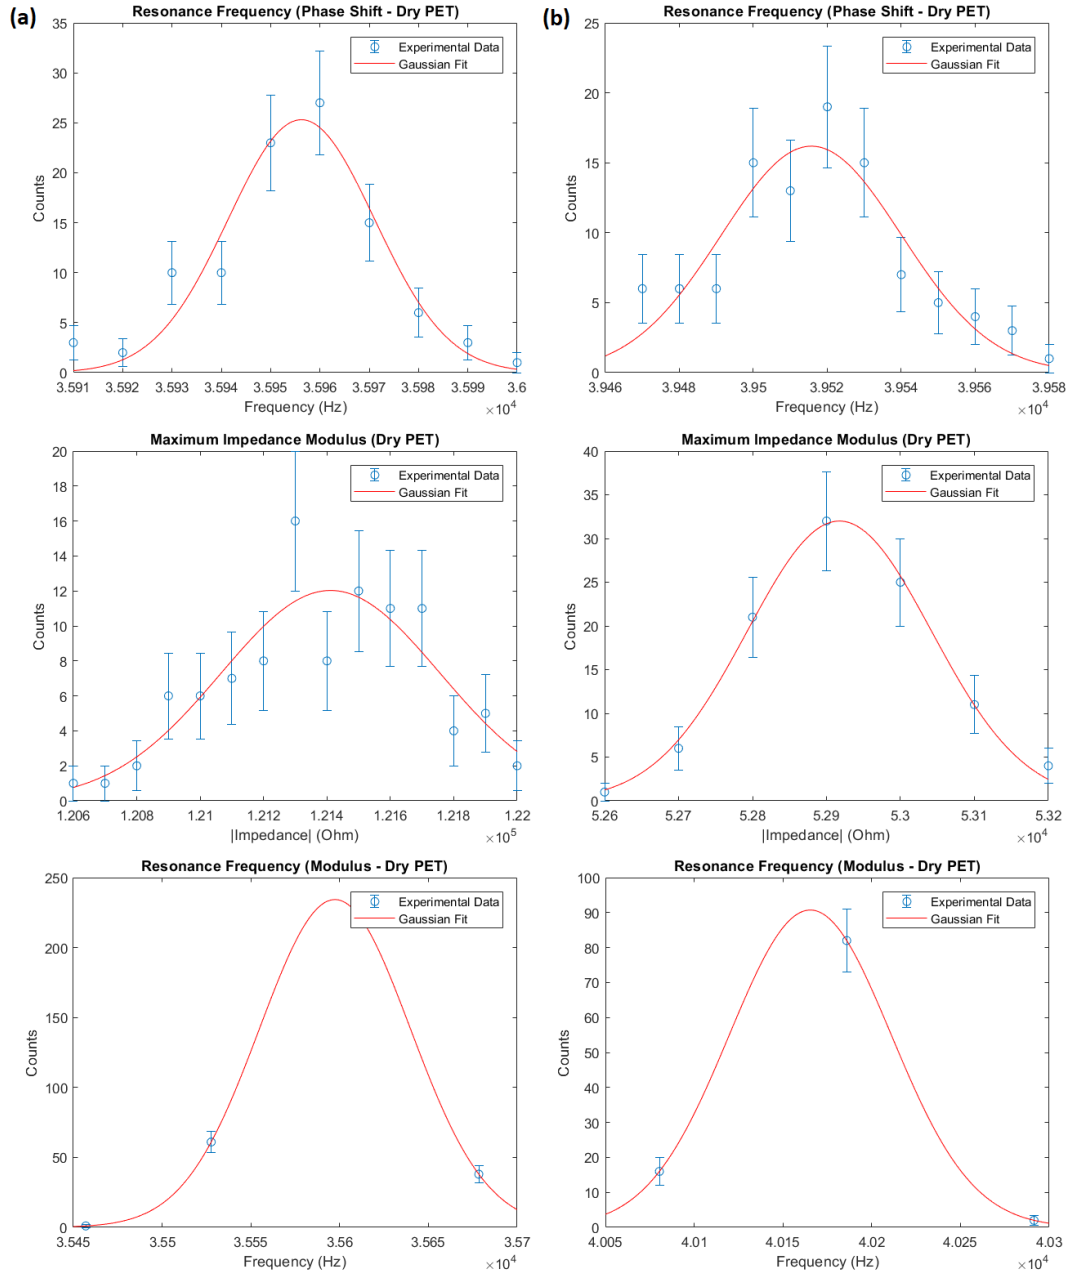 (a)
Resonance Frequency (Phase Shift - Dry PET)
Experimental Data
Gaussian Fit
Counts
35
30
25
20
15
10
5
0
3.591 3.592 3.593 3.594 3.595 3.596 3.597 3.598 3.599 3.6
Frequency (Hz)
×10^4
(b)
Resonance Frequency (Phase Shift - Dry PET)
Experimental Data
Gaussian Fit
Counts
25
20
15
10
5
0
3.946 3.948 3.95 3.952 3.954 3.956 3.958
Frequency (Hz)
×10^4
Maximum Impedance Modulus (Dry PET)
Experimental Data
Gaussian Fit
Counts
20
18
16
14
12
10
8
6
4
2
0
1.206 1.208 1.21 1.212 1.214 1.216 1.218 1.22
|Impedance| (Ohm)
×10^5
Maximum Impedance Modulus (Dry PET)
Experimental Data
Gaussian Fit
Counts
40
35
30
25
20
15
10
5
0
5.26 5.27 5.28 5.29 5.3 5.31 5.32
|Impedance| (Ohm)
×10^4
Resonance Frequency (Modulus - Dry PET)
Experimental Data
Gaussian Fit
Counts
250
200
150
100
50
0
3.545 3.55 3.555 3.56 3.565 3.57
Frequency (Hz)
×10^4
Resonance Frequency (Modulus - Dry PET)
Experimental Data
Gaussian Fit
Counts
100
90
80
70
60
50
40
30
20
10
0
4.005 4.01 4.015 4.02 4.025 4.03
Frequency (Hz)
×10^4